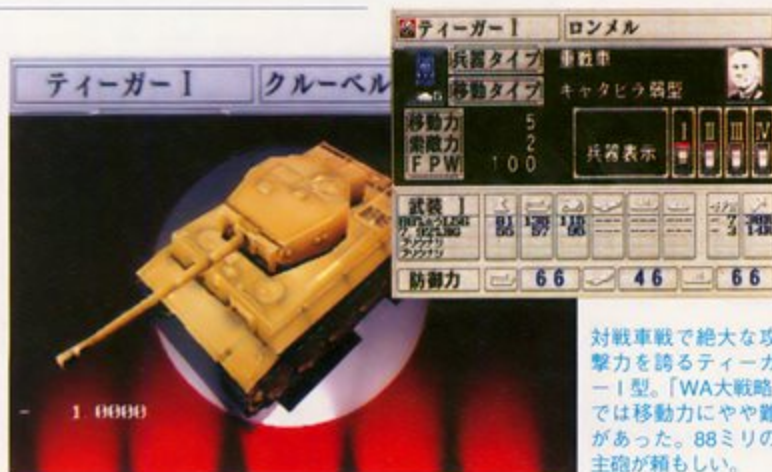 ティーガーⅠ
クルーベル
- 1.0000
ティーガーⅠ
ロンメル
兵器タイプ
重戦車
移動タイプ
キャタピラ弱型
移動力 5
索敵力 2
FPW 100
兵器表示
Ⅰ Ⅱ Ⅲ Ⅳ
武装 Ⅰ
防御力 66 46 66
対戦車戦で絶大な攻
撃力を誇るティーガ
ーⅠ型。「WA大戦略」
では移動力にやや難
があった。88ミリの
主砲が頼もしい。